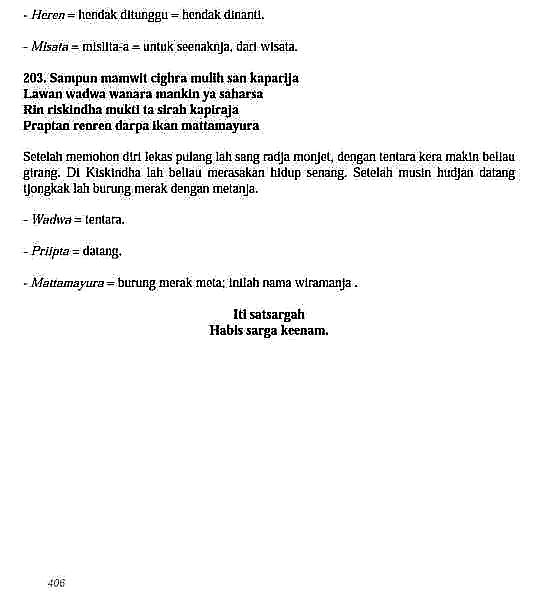 - Heren = hendak ditunggu = hendak dinanti.
- Misata = misiita-a = untuk seenaknja, dari wisata.
203. Sampun mamwit cighra mulih san kaparija
Lawan wadwa wanara mankin ya saharsa
Rin riskindha mukti ta sirah kapiraja
Praptan renren darpa ikan mattamayura
Setelah memohon diri lekas pulang lah sang radja monjet, dengan tentara kera makin beliau
girang. Di Kiskindha lah beliau merasakan hidup senang. Setelah musin hudjan datang
tjongkak lah burung merak dengan metanja.
- Wadwa = tentara.
- Priipta = datang.
- Mattamayura = burung merak meta; inilah nama wiramanja .
Iti satsargah
Habis sarga keenam.
406